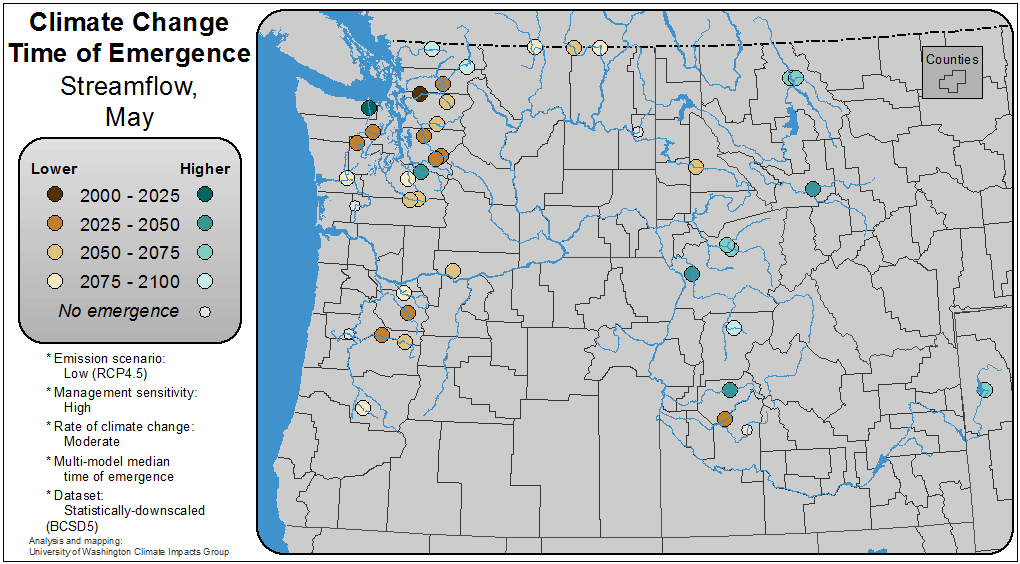 Climate Change
Time of Emergence
Streamflow,
May
Lower Higher
2000 - 2025
2025 - 2050
2050 - 2075
2075 - 2100
No emergence
* Emission scenario:
Low (RCP4.5)
* Management sensitivity:
High
* Rate of climate change:
Moderate
* Multi-model median
time of emergence
* Dataset:
Statistically-downscaled
(BCSD5)
Analysis and mapping:
University of Washington Climate Impacts Group
Counties